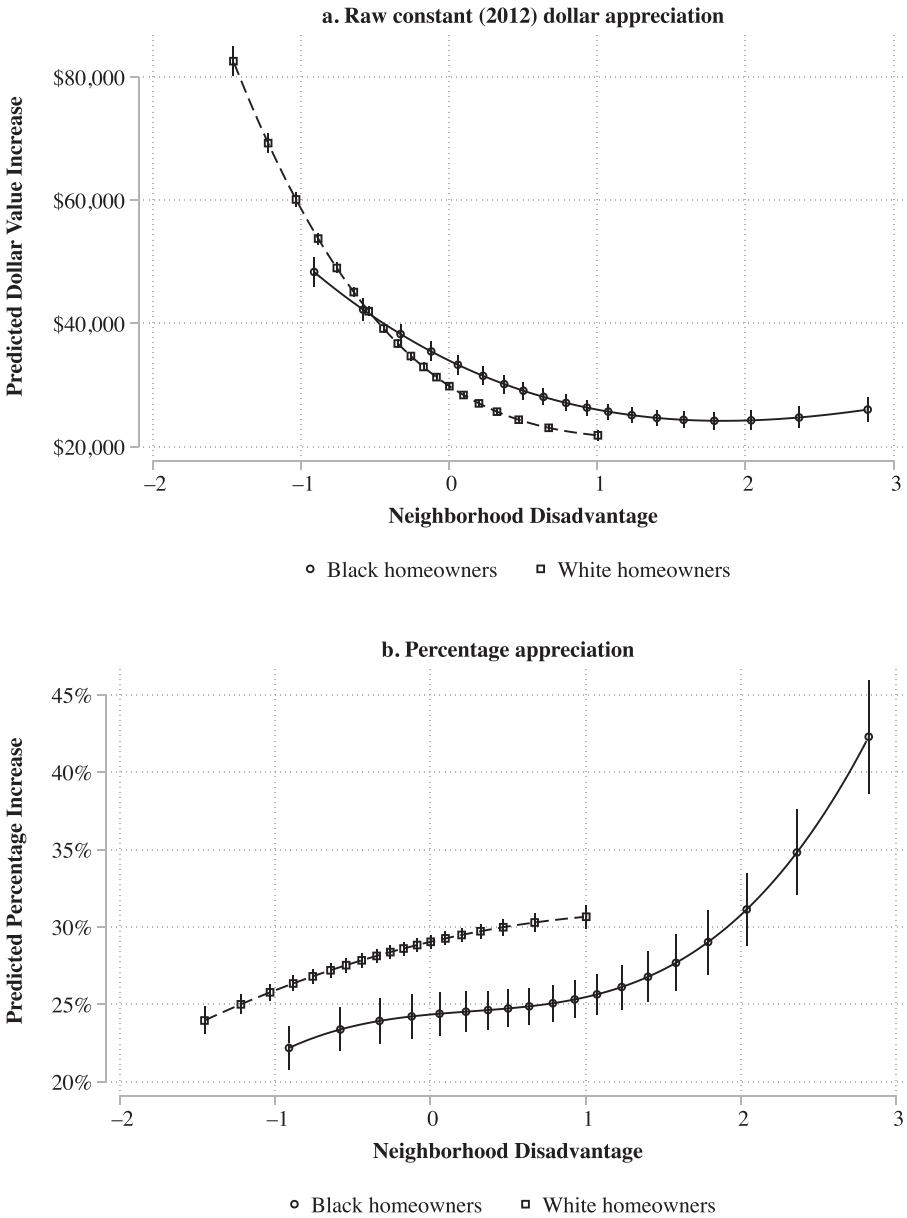 a. Raw constant (2012) dollar appreciation
Predicted Dollar Value Increase
$80,000
$60,000
$40,000
$20,000
–2 –1 0 1 2 3
Neighborhood Disadvantage
Black homeowners White homeowners
b. Percentage appreciation
Predicted Percentage Increase
45%
40%
35%
30%
25%
20%
–2 –1 0 1 2 3
Neighborhood Disadvantage
Black homeowners White homeowners